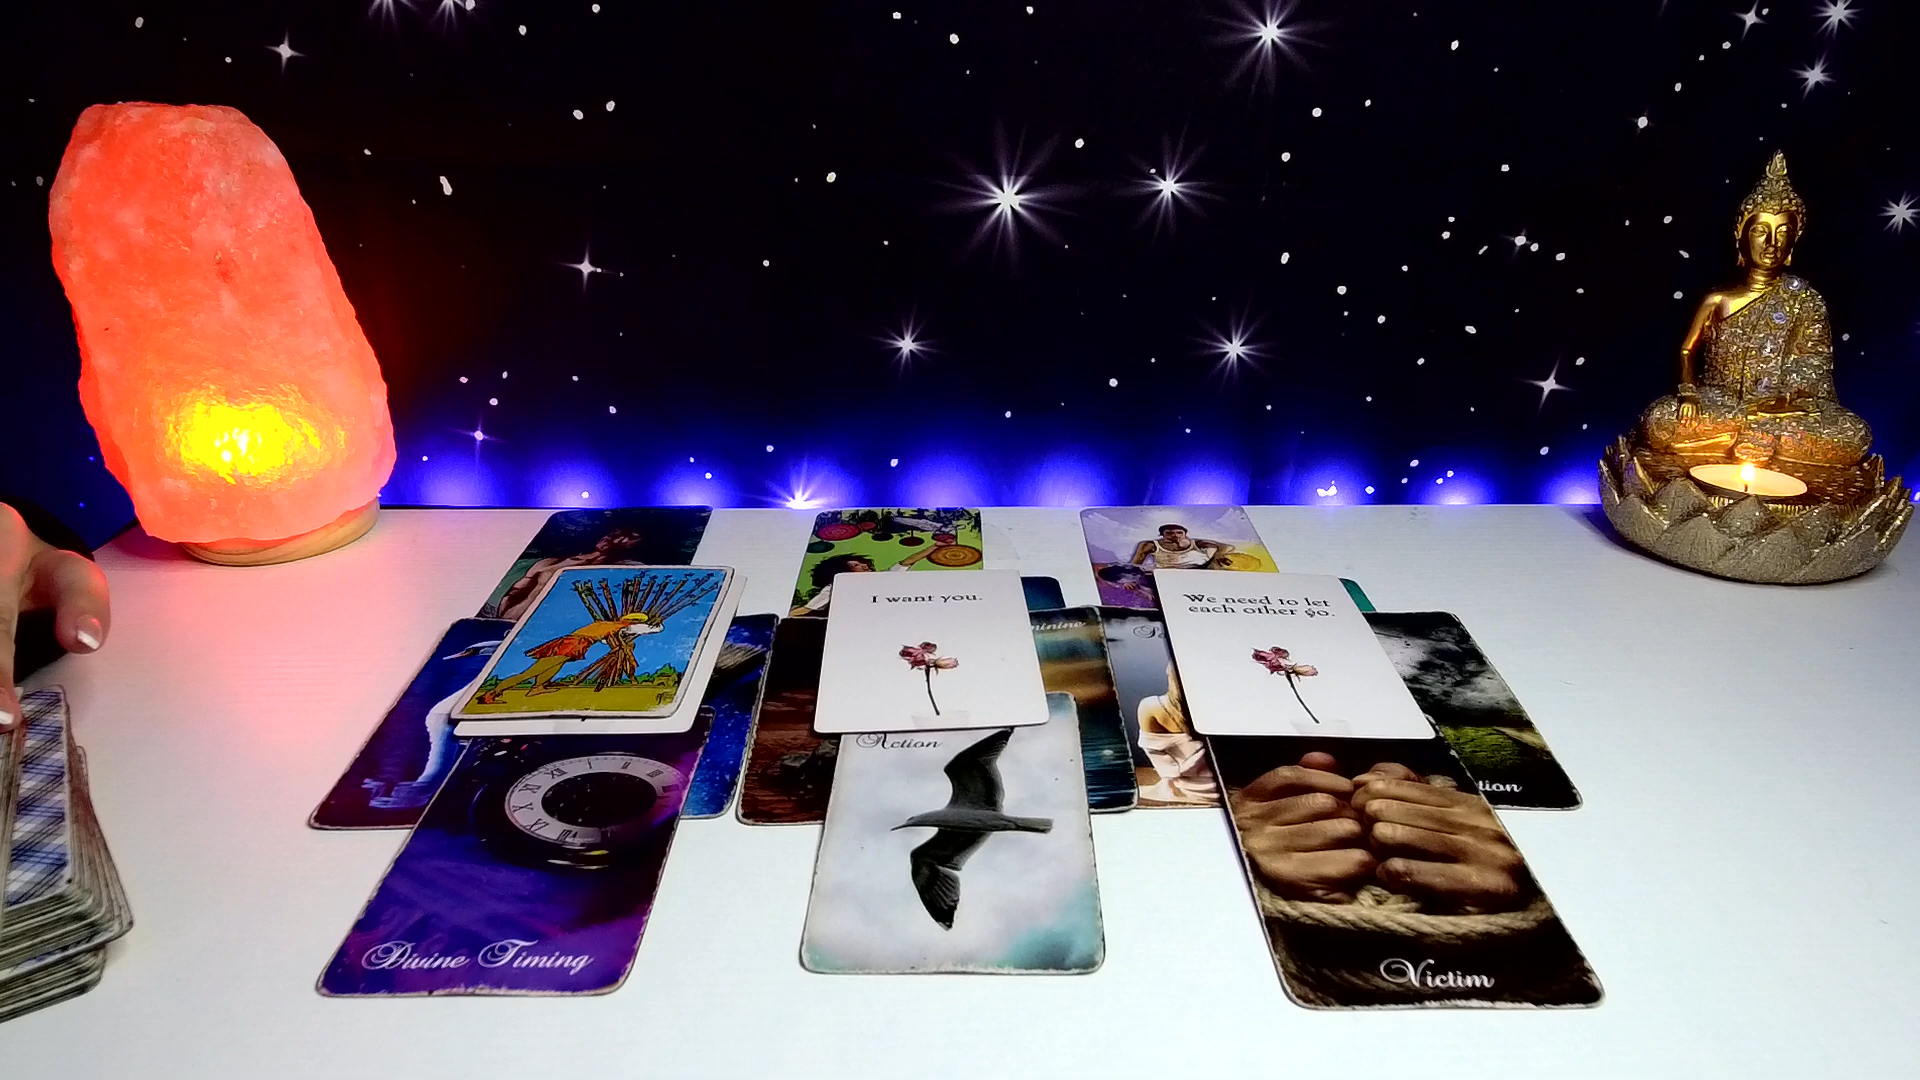 I want you.
We need to let
each other go.
Action
Divine Timing
Victim